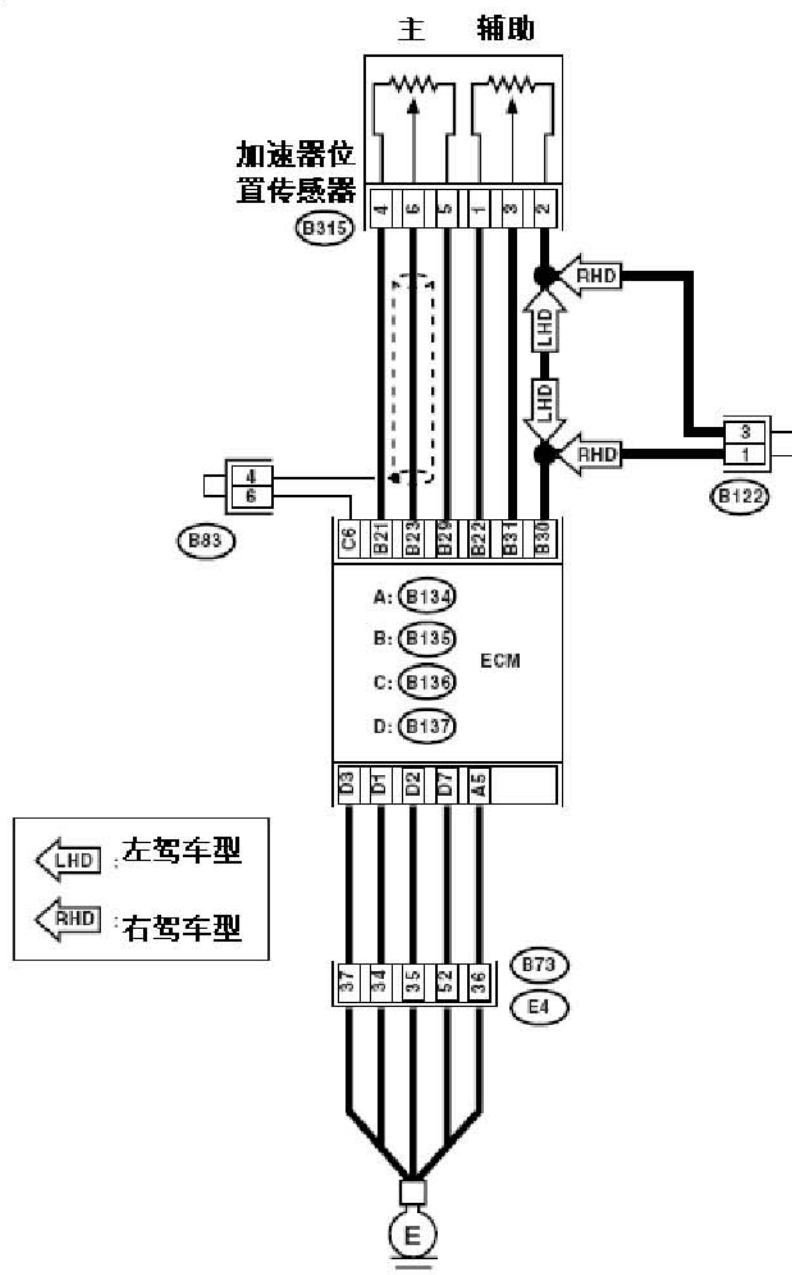 主 辅助
加速器位
置传感器
B315
4 6 5 1 3 2
RHD
LHD
LHD
RHD
3
1
B122
4
6
B83
C6 B21 B23 B29 B22 B31 B30
A: B134
B: B135
C: B136
D: B137
ECM
D3 D1 D2 D7 A5
LHD : 左驾车型
RHD : 右驾车型
37 34 35 52 36
B73
E4
E